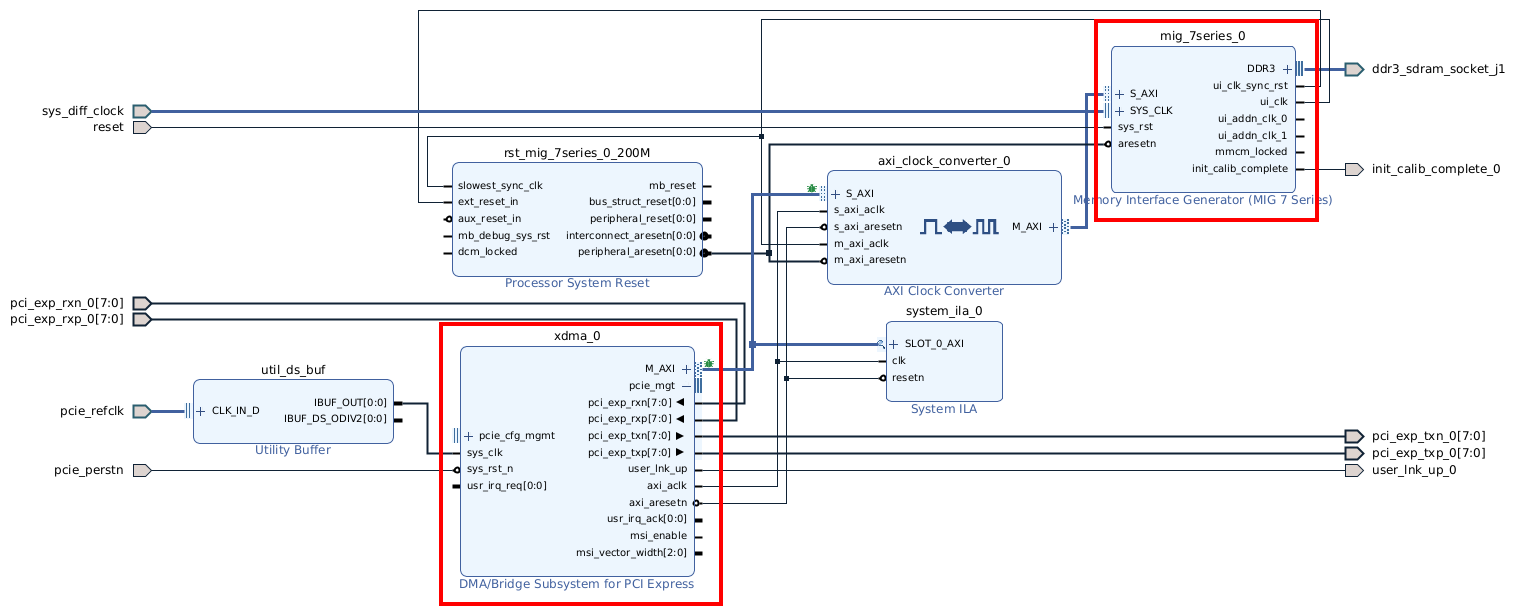 mig_7series_0
DDR3
ddr3_sdram_socket_j1
ui_clk_sync_rst
S_AXI
ui_clk
sys_diff_clock
SYS_CLK
ui_addn_clk_0
reset
sys_rst
ui_addn_clk_1
aresetn
mmcm_locked
init_calib_complete
init_calib_complete_0
Memory Interface Generator (MIG 7 Series)
rst_mig_7series_0_200M
slowest_sync_clk
mb_reset
ext_reset_in
bus_struct_reset[0:0]
aux_reset_in
peripheral_reset[0:0]
mb_debug_sys_rst
interconnect_aresetn[0:0]
dcm_locked
peripheral_aresetn[0:0]
Processor System Reset
axi_clock_converter_0
S_AXI
s_axi_aclk
s_axi_aresetn
M_AXI
m_axi_aclk
m_axi_aresetn
AXI Clock Converter
pci_exp_rxn_0[7:0]
pci_exp_rxp_0[7:0]
system_ila_0
SLOT_0_AXI
clk
resetn
System ILA
xdma_0
M_AXI
pcie_mgt
pci_exp_rxn[7:0]
pci_exp_rxp[7:0]
pcie_cfg_mgmt
pci_exp_txn[7:0]
sys_clk
pci_exp_txp[7:0]
sys_rst_n
user_lnk_up
usr_irq_req[0:0]
axi_aclk
axi_aresetn
usr_irq_ack[0:0]
msi_enable
msi_vector_width[2:0]
DMA/Bridge Subsystem for PCI Express
util_ds_buf
IBUF_OUT[0:0]
pcie_refclk
CLK_IN_D
IBUF_DS_ODIV2[0:0]
Utility Buffer
pcie_perstn
pci_exp_txn_0[7:0]
pci_exp_txp_0[7:0]
user_lnk_up_0